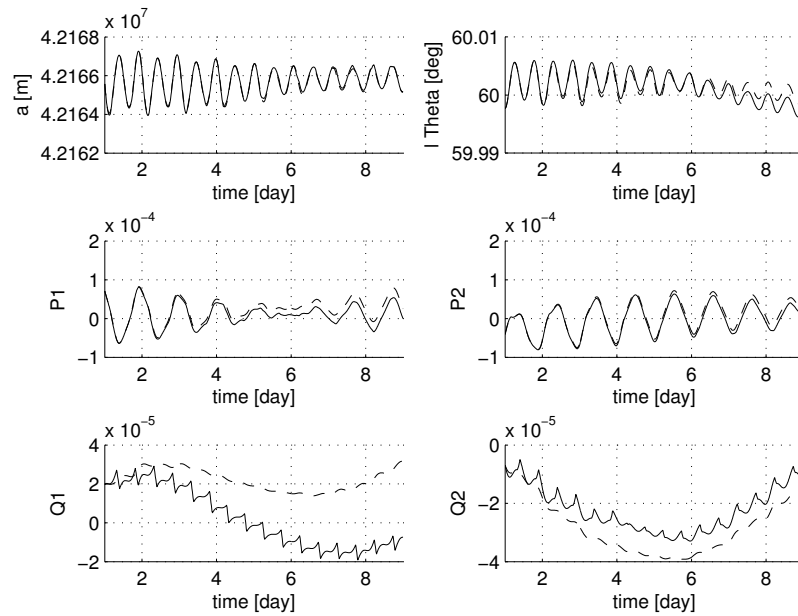 x 10⁷
4.2168
4.2166
4.2164
4.2162
a [m]
2 4 6 8
time [day]
60.01
60
59.99
l Theta [deg]
2 4 6 8
time [day]
x 10⁻⁴
2
1
0
−1
P1
2 4 6 8
time [day]
x 10⁻⁴
2
1
0
−1
P2
2 4 6 8
time [day]
x 10⁻⁵
4
2
0
−2
Q1
2 4 6 8
time [day]
x 10⁻⁵
0
−2
−4
Q2
2 4 6 8
time [day]